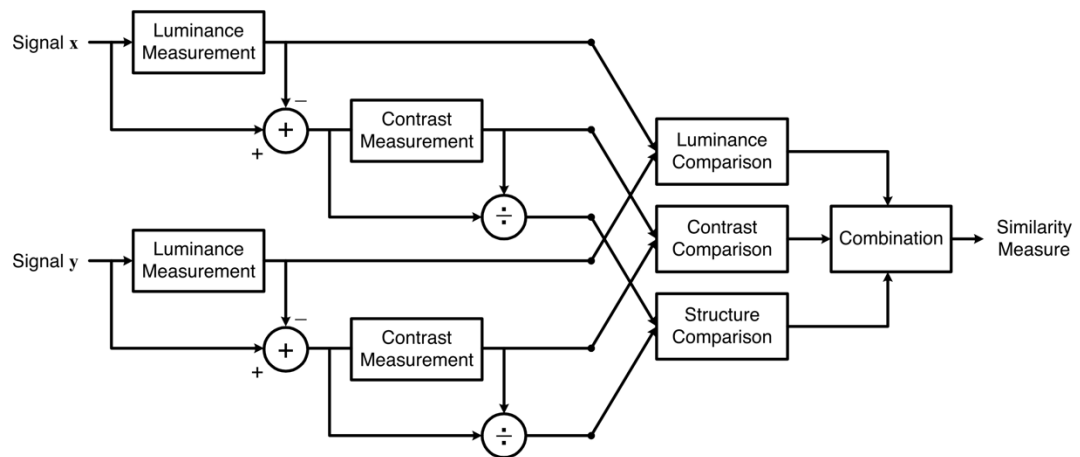 Signal x
Luminance
Measurement
−
+
+
Contrast
Measurement
÷
Luminance
Comparison
Signal y
Luminance
Measurement
−
+
+
Contrast
Measurement
÷
Contrast
Comparison
Structure
Comparison
Combination
Similarity
Measure